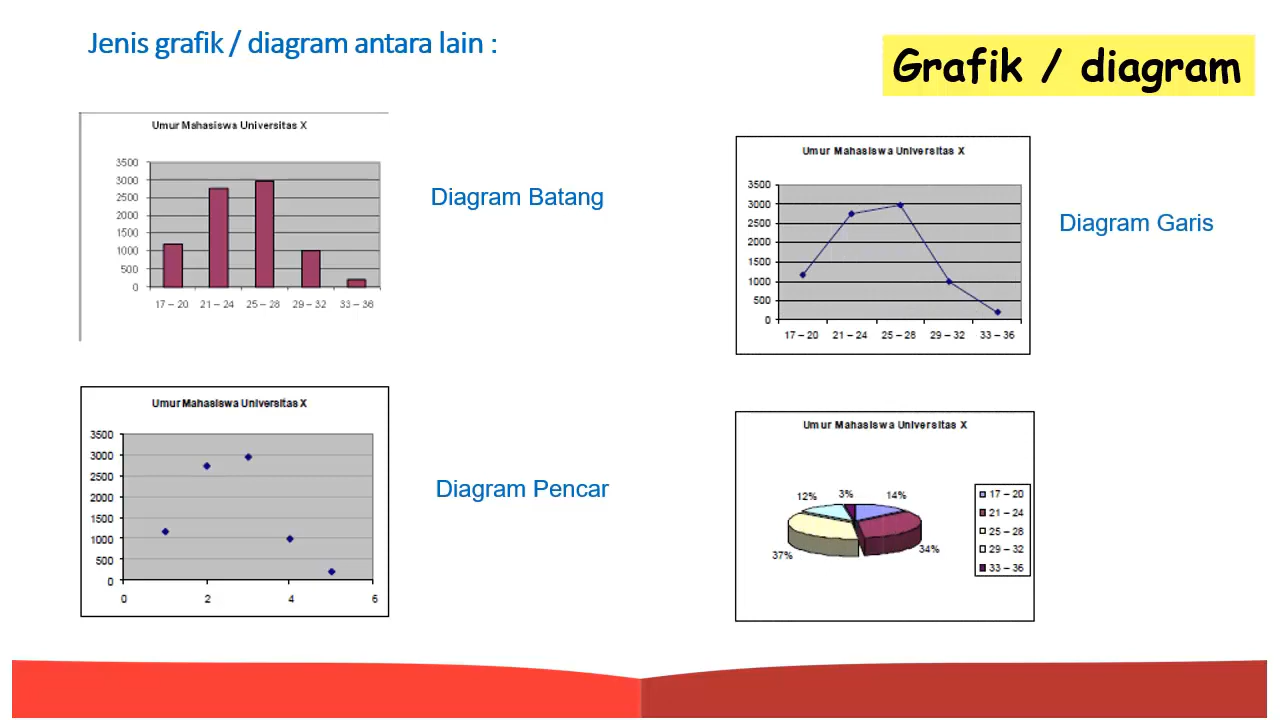 Jenis grafik / diagram antara lain :
Grafik / diagram
Umur Mahasiswa Universitas X
3500
3000
2500
2000
1500
1000
500
0
17 – 20 21 – 24 25 – 28 29 – 32 33 – 36
Diagram Batang
Umur Mahasiswa Universitas X
3500
3000
2500
2000
1500
1000
500
0
17 – 20 21 – 24 25 – 28 29 – 32 33 – 36
Diagram Garis
Umur Mahasiswa Universitas X
3500
3000
2500
2000
1500
1000
500
0
0 2 4 6
Diagram Pencar
Umur Mahasiswa Universitas X
12% 3% 14%
37% 34%
17 – 20
21 – 24
25 – 28
29 – 32
33 – 36